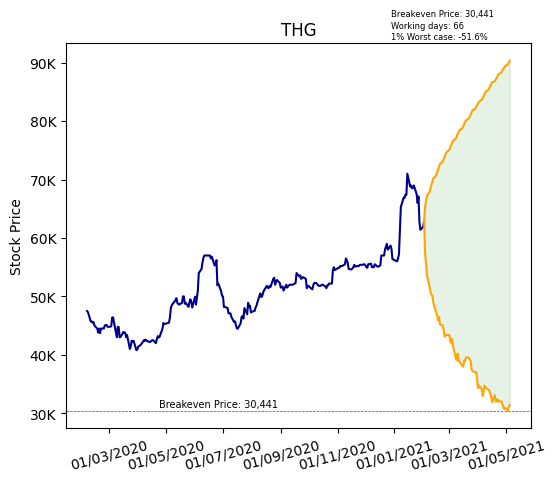 Breakeven Price: 30,441
Working days: 66
1% Worst case: -51.6%
THG
Stock Price
90K
80K
70K
60K
50K
40K
30K
Breakeven Price: 30,441
01/03/2020
01/05/2020
01/07/2020
01/09/2020
01/11/2020
01/01/2021
01/03/2021
01/05/2021